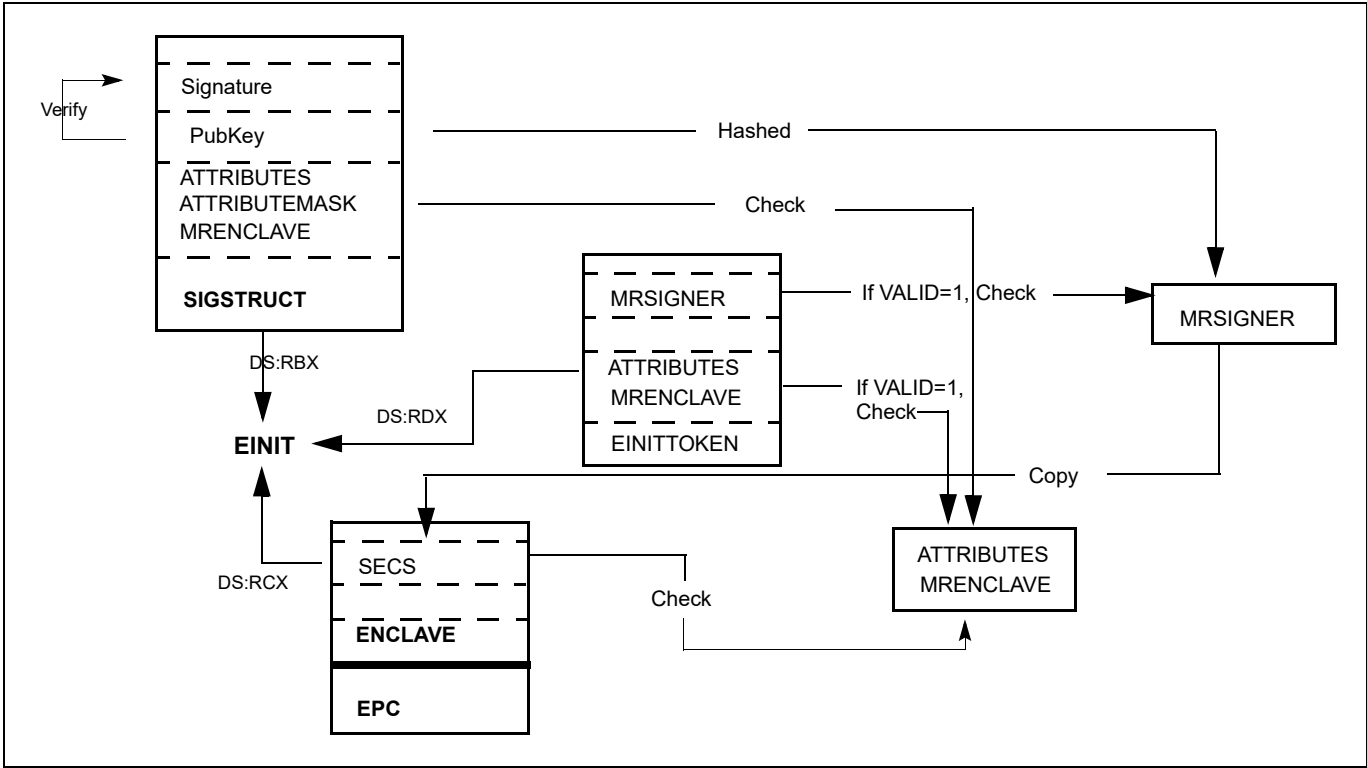 Signature
Verify
PubKey
Hashed
ATTRIBUTES
ATTRIBUTEMASK
MRENCLAVE
Check
SIGSTRUCT
MRSIGNER
If VALID=1, Check
MRSIGNER
DS:RBX
ATTRIBUTES
MRENCLAVE
If VALID=1,
Check
DS:RDX
EINIT
EINITTOKEN
Copy
SECS
DS:RCX
Check
ATTRIBUTES
MRENCLAVE
ENCLAVE
EPC